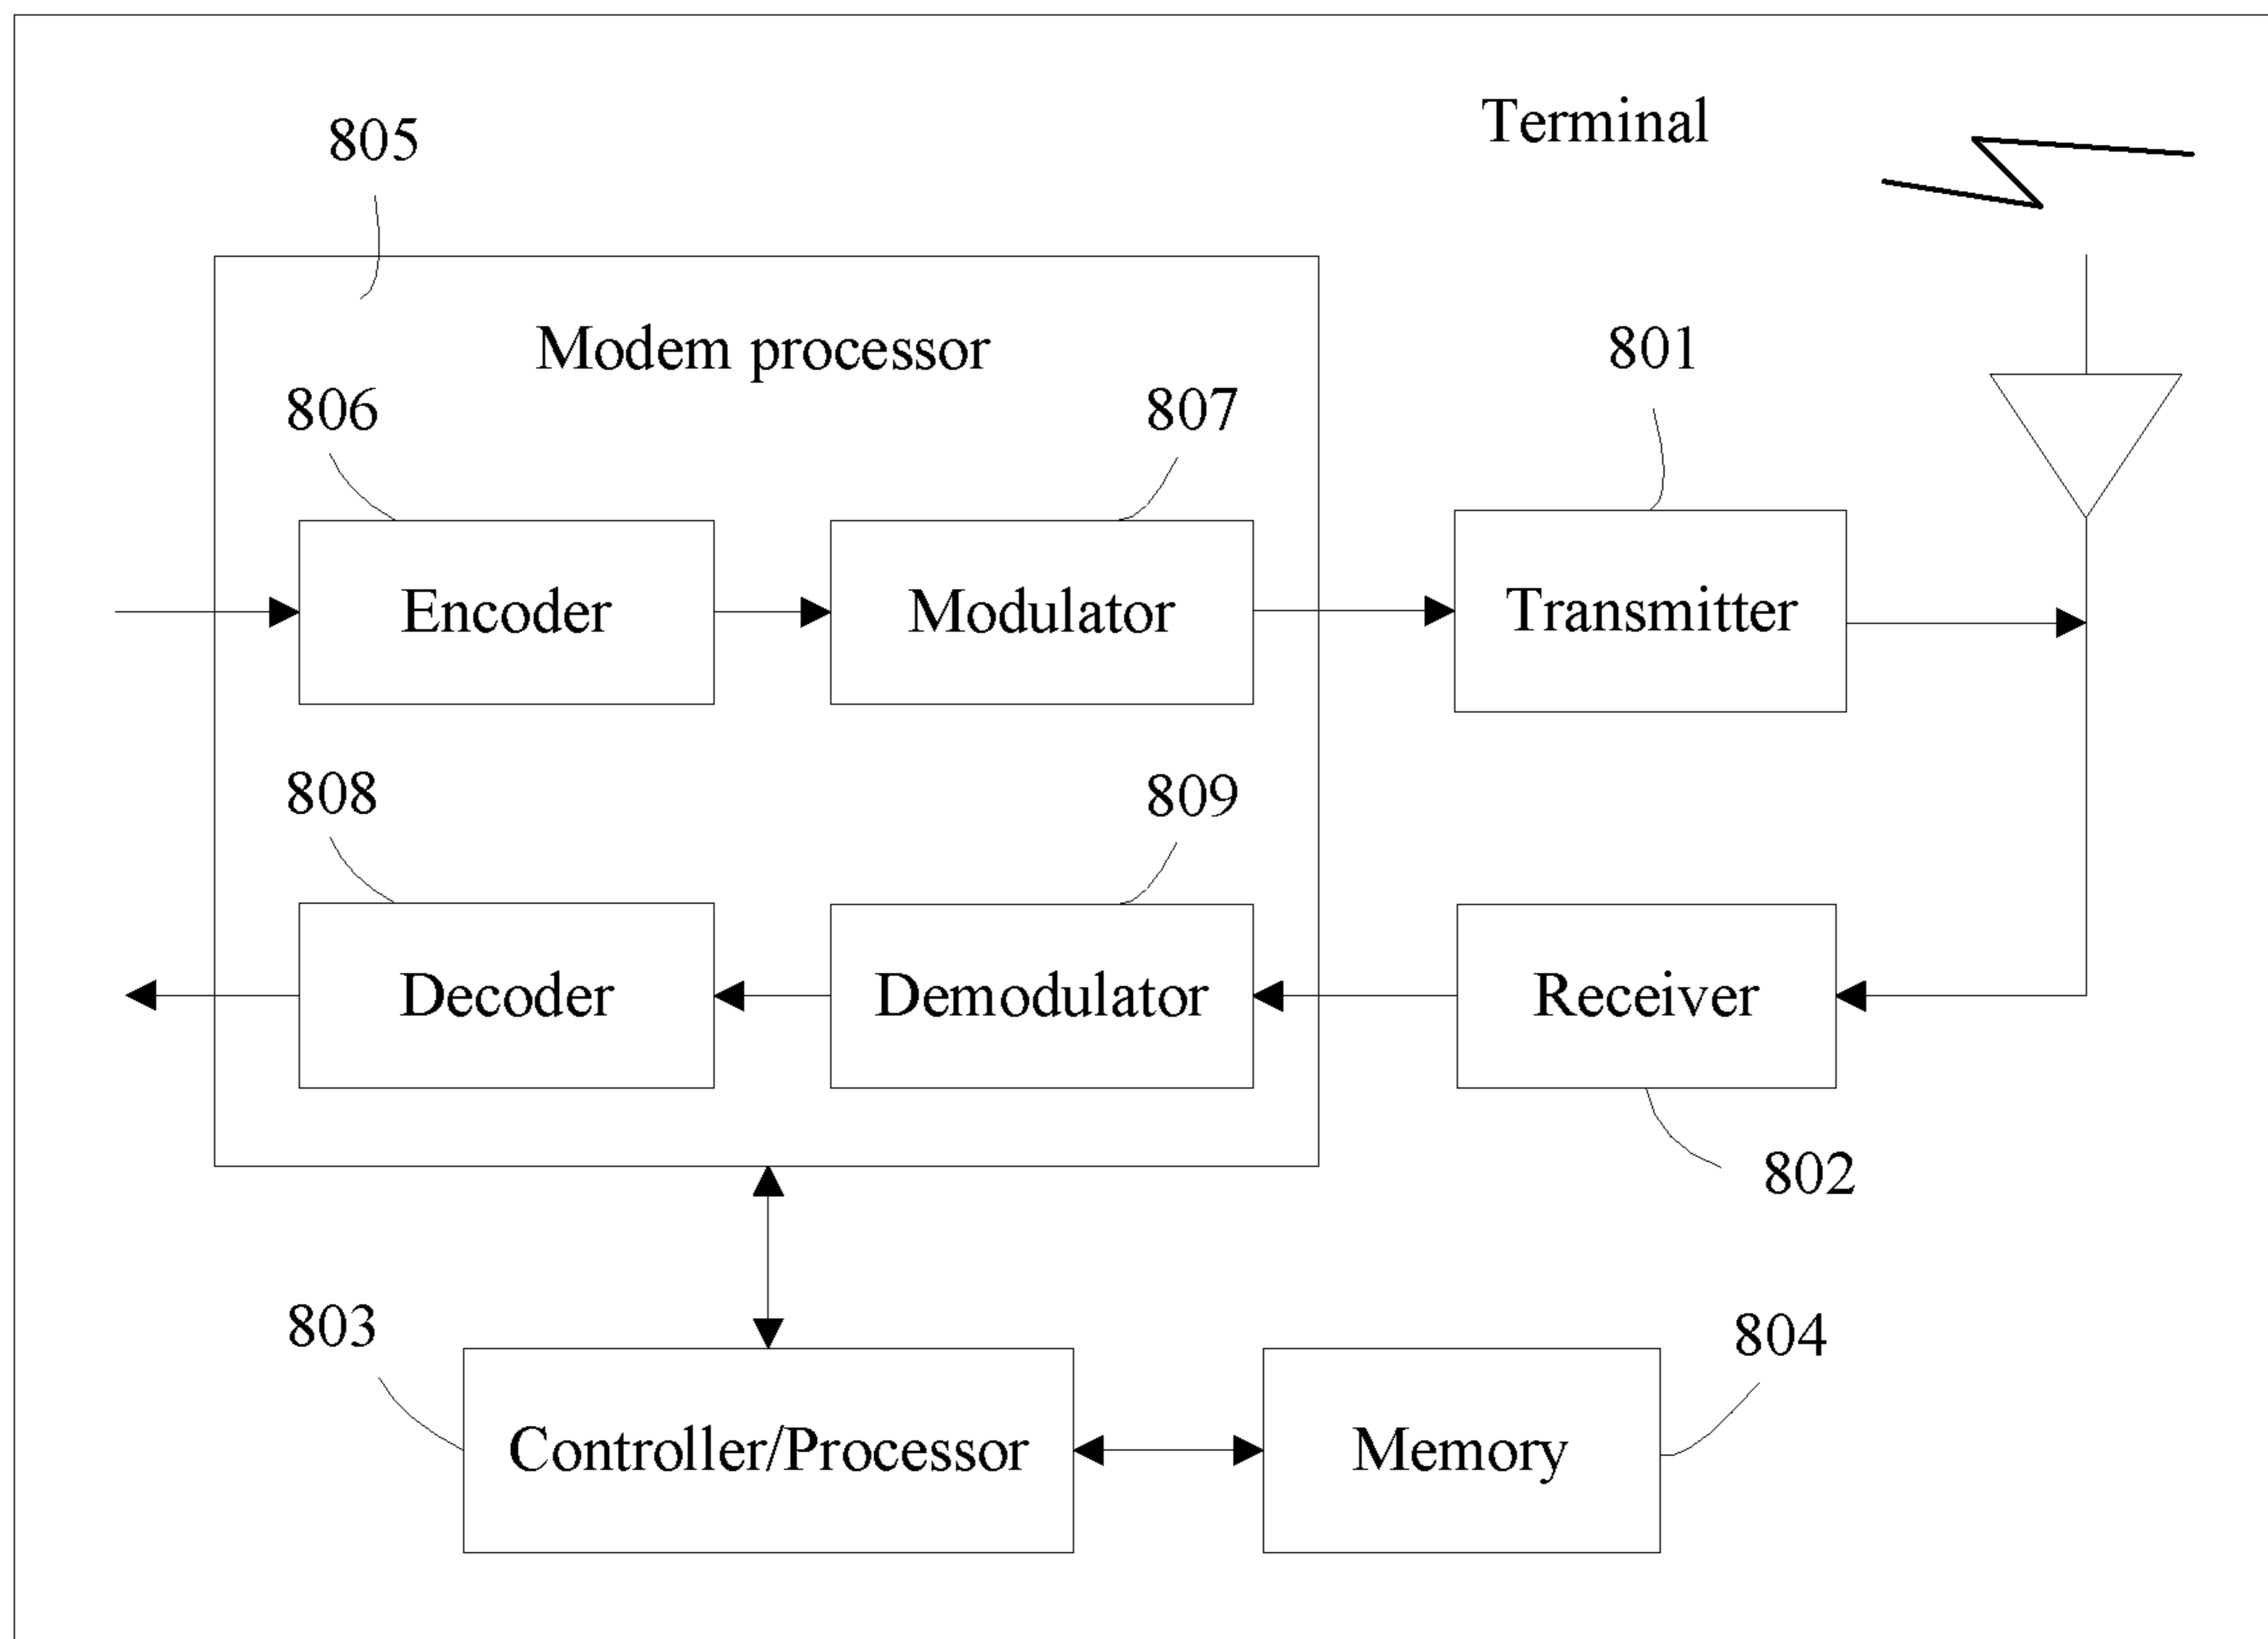 Terminal
805
Modem processor
801
806
807
Encoder
Modulator
Transmitter
808
809
Decoder
Demodulator
Receiver
802
803
804
Controller/Processor
Memory